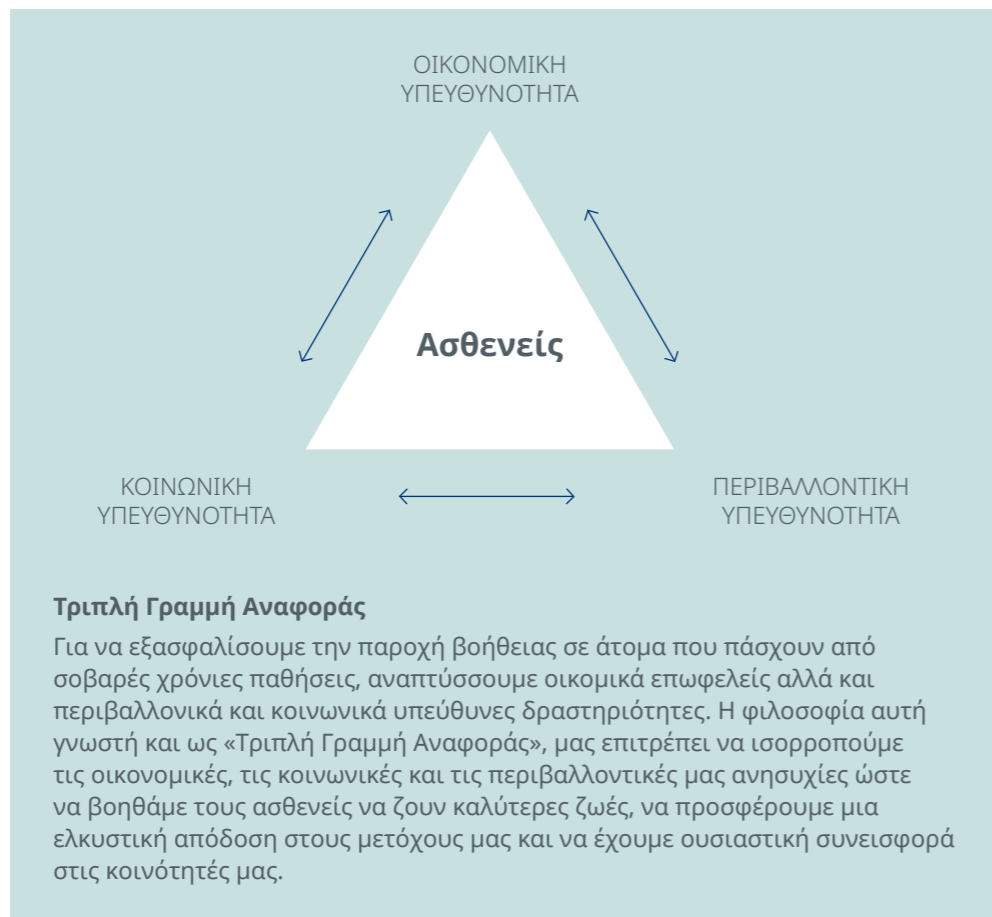 ΟΙΚΟΝΟΜΙΚΗ
ΥΠΕΥΘΥΝΟΤΗΤΑ
Ασθενείς
ΚΟΙΝΩΝΙΚΗ
ΥΠΕΥΘΥΝΟΤΗΤΑ
ΠΕΡΙΒΑΛΛΟΝΤΙΚΗ
ΥΠΕΥΘΥΝΟΤΗΤΑ
Τριπλή Γραμμή Αναφοράς
Για να εξασφαλίσουμε την παροχή βοήθειας σε άτομα που πάσχουν από
σοβαρές χρόνιες παθήσεις, αναπτύσσουμε οικομικά επωφελείς αλλά και
περιβαλλονικά και κοινωνικά υπεύθυνες δραστηριότητες. Η φιλοσοφία αυτή
γνωστή και ως «Τριπλή Γραμμή Αναφοράς», μας επιτρέπει να ισορροπούμε
τις οικονομικές, τις κοινωνικές και τις περιβαλλοντικές μας ανησυχίες ώστε
να βοηθάμε τους ασθενείς να ζουν καλύτερες ζωές, να προσφέρουμε μια
ελκυστική απόδοση στους μετόχους μας και να έχουμε ουσιαστική συνεισφορά
στις κοινότητές μας.